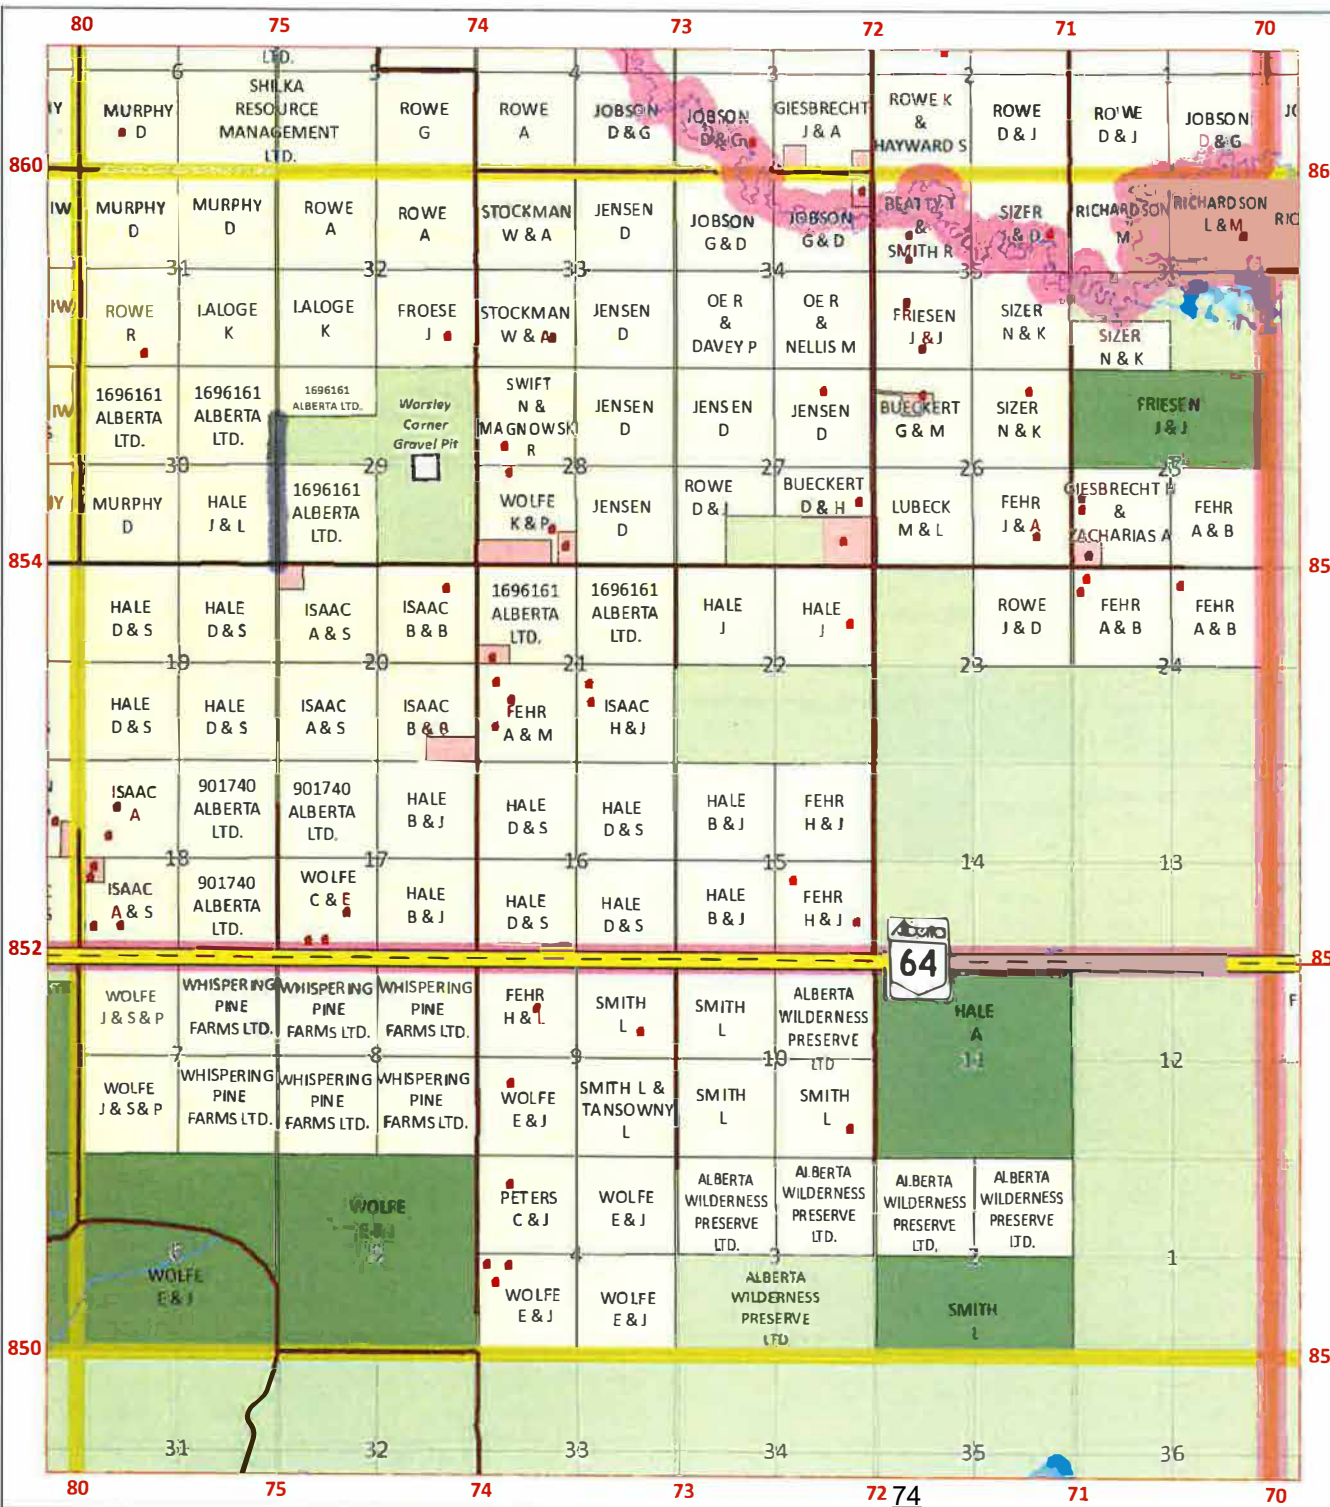 80 75 74 73 72 71 70
LTD.
6 5 4 3 2 1
MURPHY
D
SHILKA
RESOURCE
MANAGEMENT
LTD.
ROWE
G
ROWE
A
JOBSON
D & G
JOBSON
D & G
GIESBRECHT
J & A
ROWE K
&
HAYWARD S
ROWE
D & J
ROWE
D & J
JOBSON
D & G
860
86
IW
MURPHY
D
MURPHY
D
ROWE
A
ROWE
A
STOCKMAN
W & A
JENSEN
D
JOBSON
G & D
JOBSON
G & D
BEATTY T
&
SMITH R
SIZER
J & D
RICHARDSON
M
RICHARDSON
L & M
RIC
31 32 33 34 35
IW
ROWE
R
LALOGE
K
LALOGE
K
FROESE
J
STOCKMAN
W & A
JENSEN
D
OE R
&
DAVEY P
OE R
&
NELLIS M
FRIESEN
J & J
SIZER
N & K
SIZER
N & K
IW
1696161
ALBERTA
LTD.
1696161
ALBERTA
LTD.
1696161
ALBERTA LTD.
Worsley
Corner
Gravel Pit
SWIFT
N &
MAGNOWSKI
R
JENSEN
D
JENSEN
D
JENSEN
D
BUECKERT
G & M
SIZER
N & K
FRIESEN
J & J
30 29 28 27 26 25
MURPHY
D
HALE
J & L
1696161
ALBERTA
LTD.
WOLFE
K & P
JENSEN
D
ROWE
D & J
BUECKERT
D & H
LUBECK
M & L
FEHR
J & A
GIESBRECHT H
&
ZACHARIAS A
FEHR
A & B
854
85
HALE
D & S
HALE
D & S
ISAAC
A & S
ISAAC
B & B
1696161
ALBERTA
LTD.
1696161
ALBERTA
LTD.
HALE
J
HALE
J
ROWE
J & D
FEHR
A & B
FEHR
A & B
19 20 21 22 23 24
HALE
D & S
HALE
D & S
ISAAC
A & S
ISAAC
B & B
FEHR
A & M
ISAAC
H & J
ISAAC
A
901740
ALBERTA
LTD.
901740
ALBERTA
LTD.
HALE
B & J
HALE
D & S
HALE
D & S
HALE
B & J
FEHR
H & J
18 17 16 15 14 13
ISAAC
A & S
901740
ALBERTA
LTD.
WOLFE
C & E
HALE
B & J
HALE
D & S
HALE
D & S
HALE
B & J
FEHR
H & J
852
85
Alberta
64
WOLFE
J & S & P
WHISPERING
PINE
FARMS LTD.
WHISPERING
PINE
FARMS LTD.
WHISPERING
PINE
FARMS LTD.
FEHR
H & L
SMITH
L
SMITH
L
ALBERTA
WILDERNESS
PRESERVE
LTD
HALE
A
F
7 8 9 10 11 12
WOLFE
J & S & P
WHISPERING
PINE
FARMS LTD.
WHISPERING
PINE
FARMS LTD.
WHISPERING
PINE
FARMS LTD.
WOLFE
E & J
SMITH L &
TANSOWNY
L
SMITH
L
SMITH
L
WOLFE
E & J
PETERS
C & J
WOLFE
E & J
ALBERTA
WILDERNESS
PRESERVE
LTD.
ALBERTA
WILDERNESS
PRESERVE
LTD.
ALBERTA
WILDERNESS
PRESERVE
LTD.
ALBERTA
WILDERNESS
PRESERVE
LTD.
6 5 4 3 2 1
WOLFE
E & J
WOLFE
E & J
WOLFE
E & J
ALBERTA
WILDERNESS
PRESERVE
LTD
SMITH
L
850
85
31 32 33 34 35 36
80 75 74 73 72 71 70
74